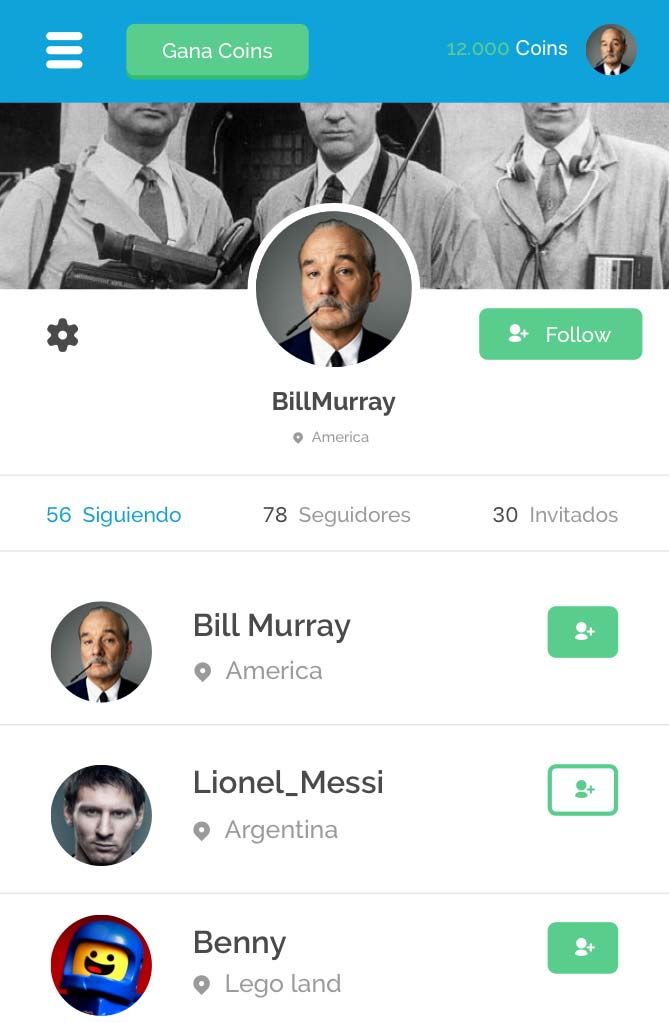 Gana Coins
12.000 Coins
Follow
BillMurray
America
56 Siguiendo
78 Seguidores
30 Invitados
Bill Murray
America
Lionel_Messi
Argentina
Benny
Lego land